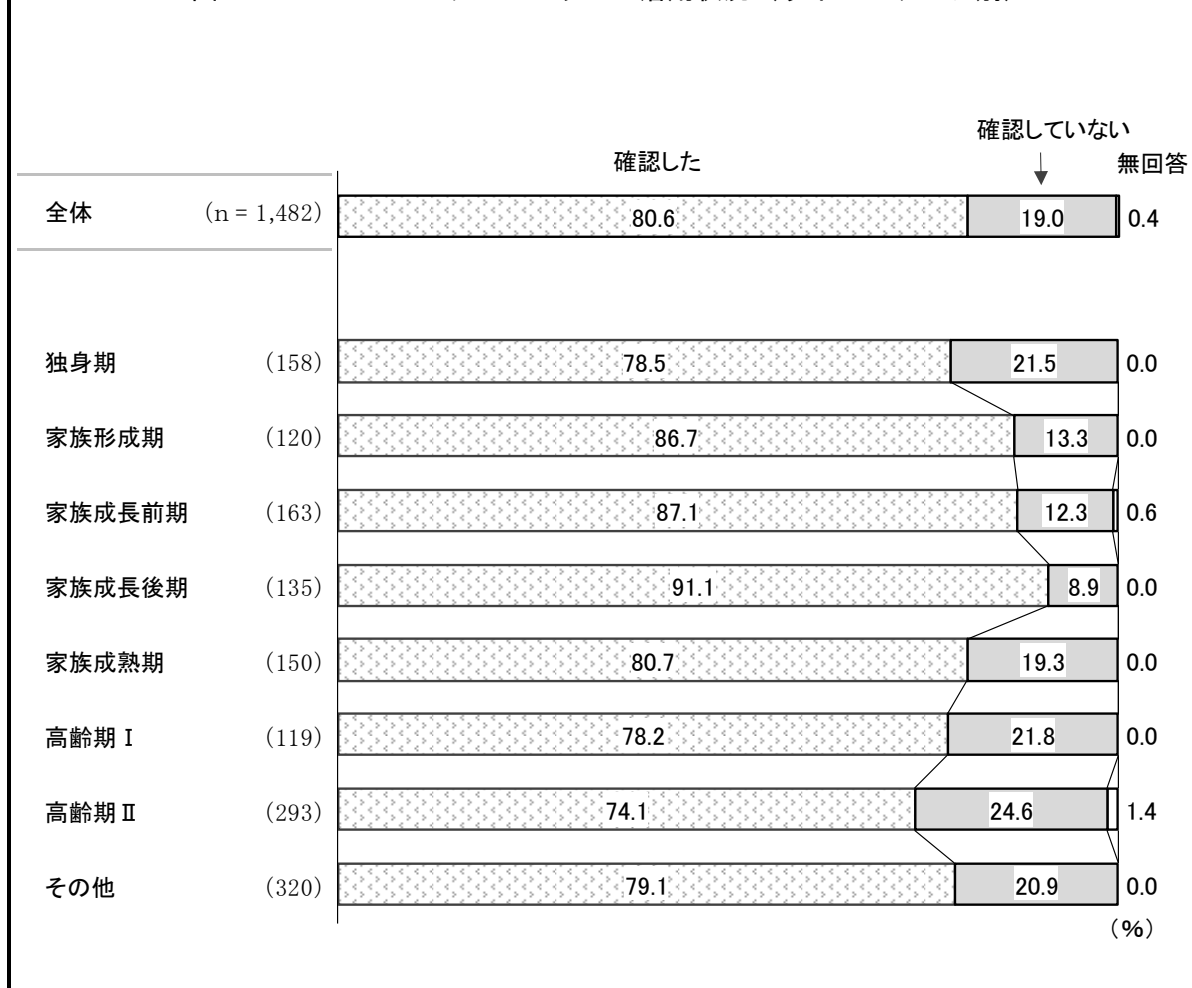 確認していない
確認した 無回答
全体 (n = 1,482) 80.6 19.0 0.4
独身期 (158) 78.5 21.5 0.0
家族形成期 (120) 86.7 13.3 0.0
家族成長前期 (163) 87.1 12.3 0.6
家族成長後期 (135) 91.1 8.9 0.0
家族成熟期 (150) 80.7 19.3 0.0
高齢期Ⅰ (119) 78.2 21.8 0.0
高齢期Ⅱ (293) 74.1 24.6 1.4
その他 (320) 79.1 20.9 0.0
(%)